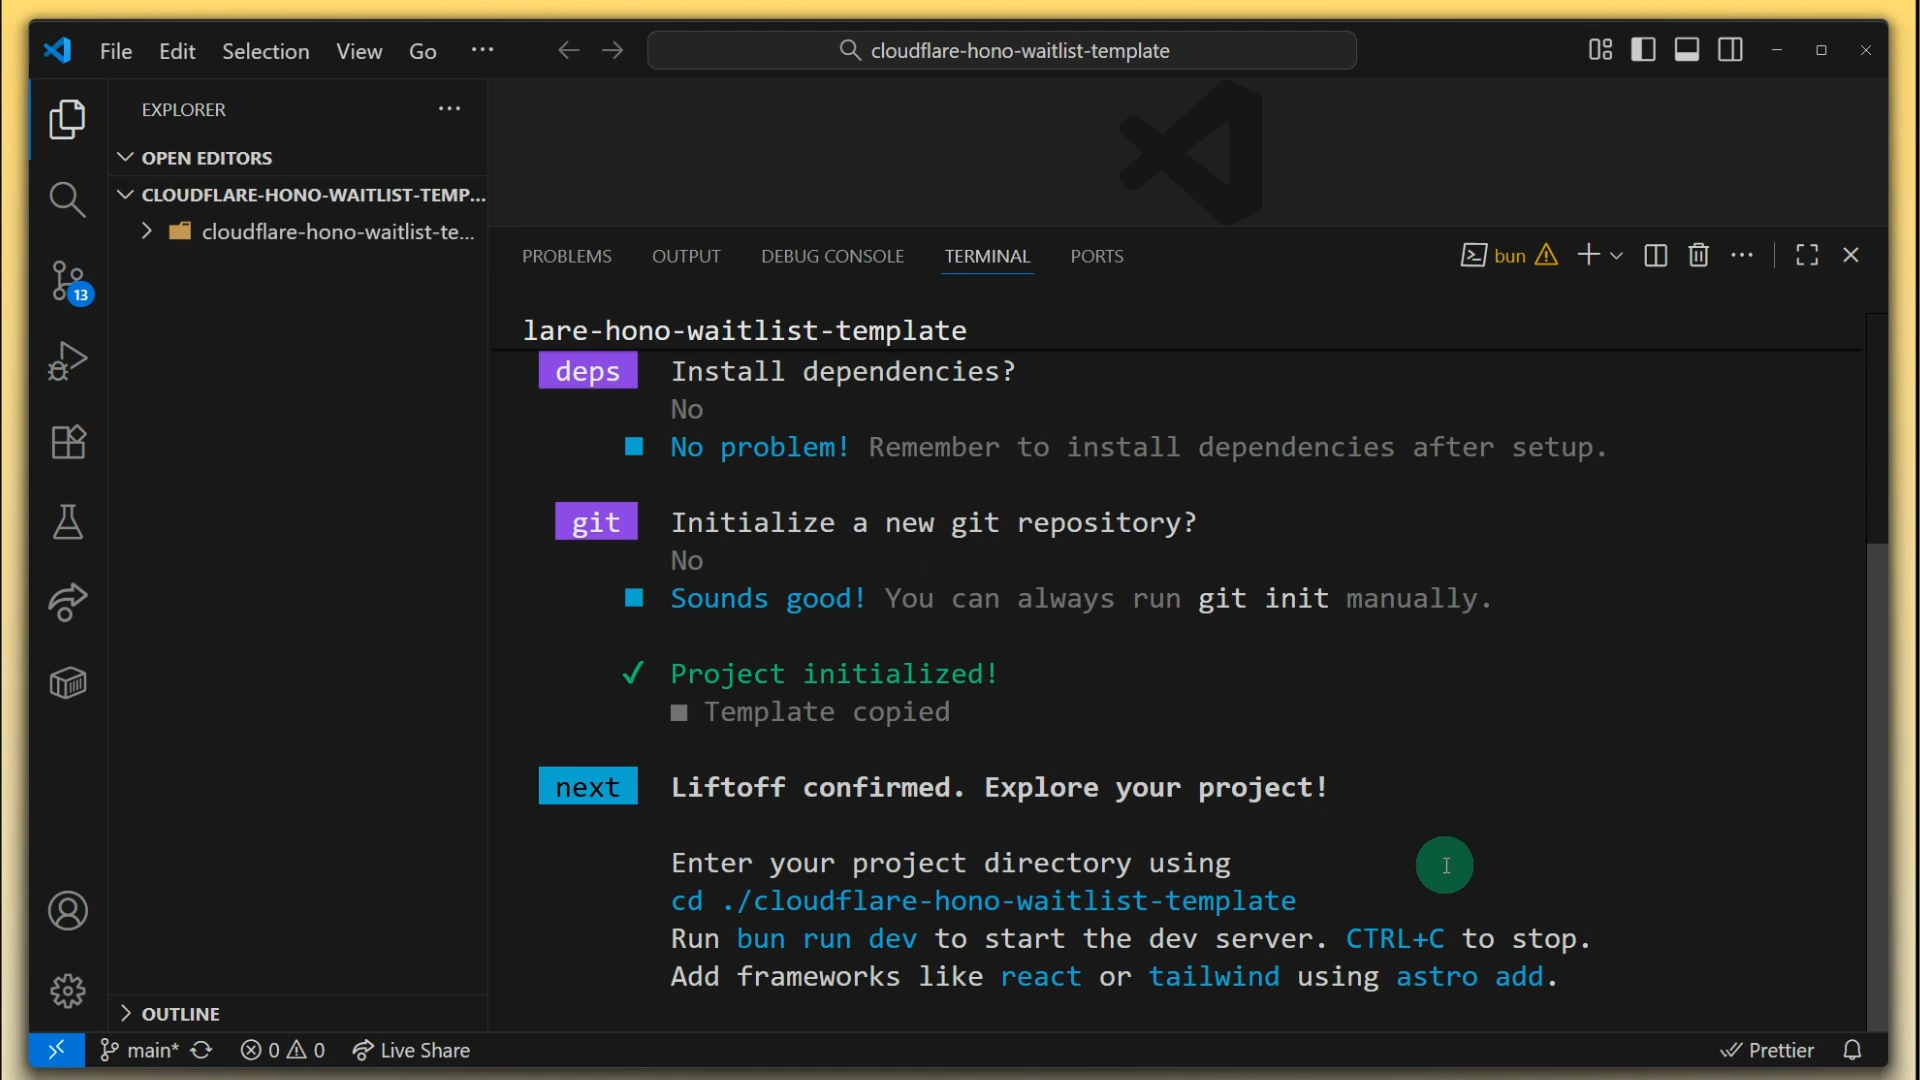 File Edit Selection View Go ...
cloudflare-hono-waitlist-template
EXPLORER
OPEN EDITORS
CLOUDFLARE-HONO-WAITLIST-TEMP...
cloudflare-hono-waitlist-te...
13
OUTLINE
PROBLEMS OUTPUT DEBUG CONSOLE TERMINAL PORTS
bun
lare-hono-waitlist-template
deps Install dependencies?
No
No problem! Remember to install dependencies after setup.
git Initialize a new git repository?
No
Sounds good! You can always run git init manually.
✓ Project initialized!
■ Template copied
next Liftoff confirmed. Explore your project!
Enter your project directory using
cd ./cloudflare-hono-waitlist-template
Run bun run dev to start the dev server. CTRL+C to stop.
Add frameworks like react or tailwind using astro add.
main* 0 0 Live Share Prettier